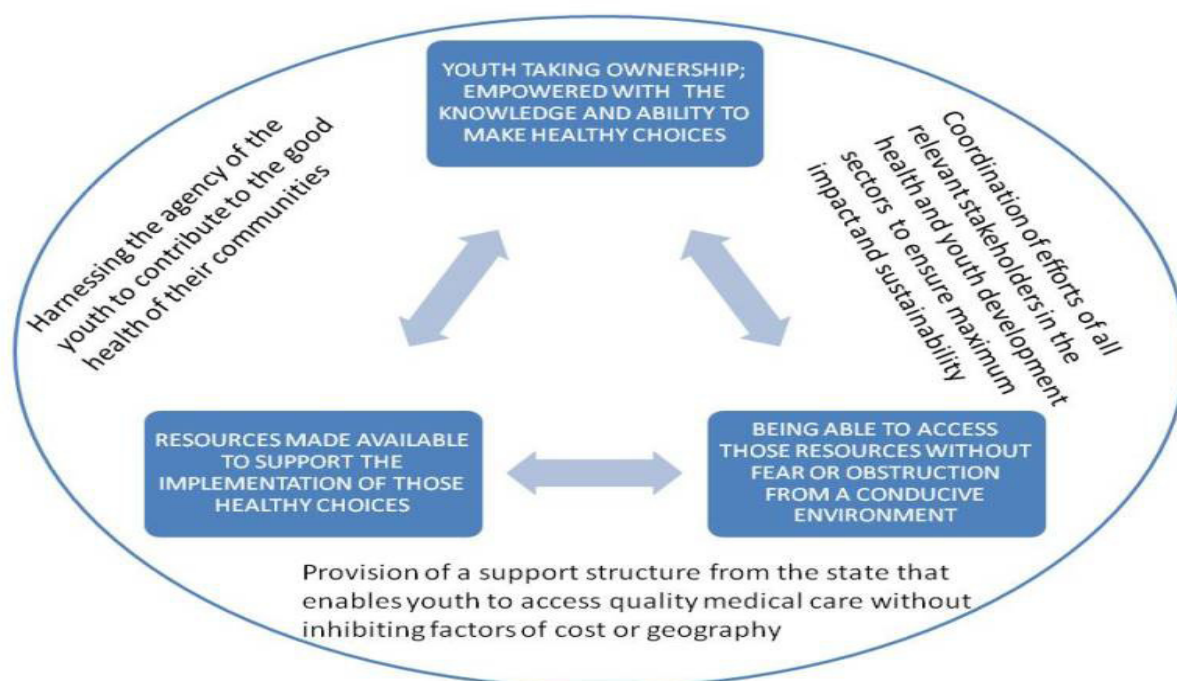 YOUTH TAKING OWNERSHIP;
EMPOWERED WITH THE
KNOWLEDGE AND ABILITY TO
MAKE HEALTHY CHOICES
Harnessing the agency of the
youth to contribute to the good
health of their communities
Coordination of efforts of all
relevant stakeholders in the
health and youth development
sectors to ensure maximum
impact and sustainability
RESOURCES MADE AVAILABLE
TO SUPPORT THE
IMPLEMENTATION OF THOSE
HEALTHY CHOICES
BEING ABLE TO ACCESS
THOSE RESOURCES WITHOUT
FEAR OR OBSTRUCTION
FROM A CONDUCIVE
ENVIRONMENT
Provision of a support structure from the state that
enables youth to access quality medical care without
inhibiting factors of cost or geography